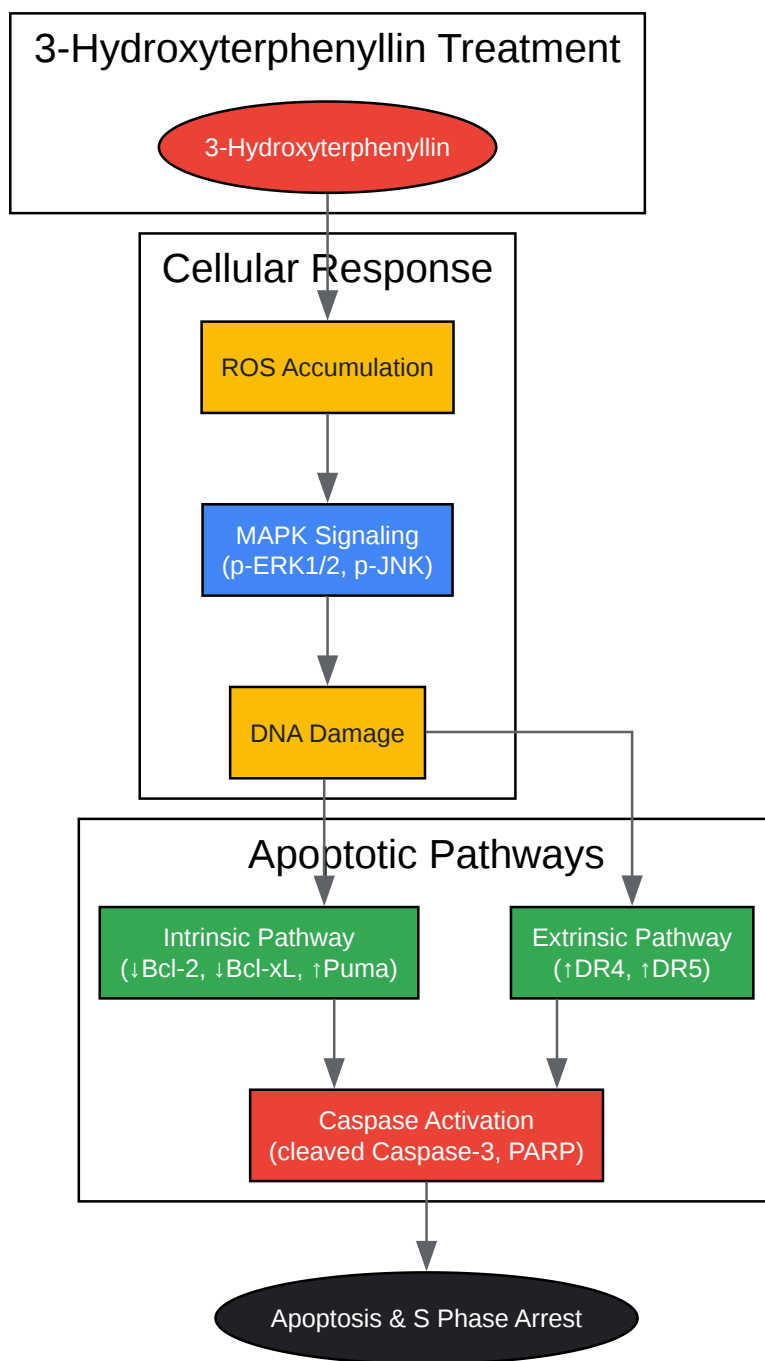 3-Hydroxyterphenyllin Treatment
3-Hydroxyterphenyllin
Cellular Response
ROS Accumulation
MAPK Signaling
(p-ERK1/2, p-JNK)
DNA Damage
Apoptotic Pathways
Intrinsic Pathway
(↓Bcl-2, ↓Bcl-xL, ↑Puma)
Extrinsic Pathway
(↑DR4, ↑DR5)
Caspase Activation
(cleaved Caspase-3, PARP)
Apoptosis & S Phase Arrest